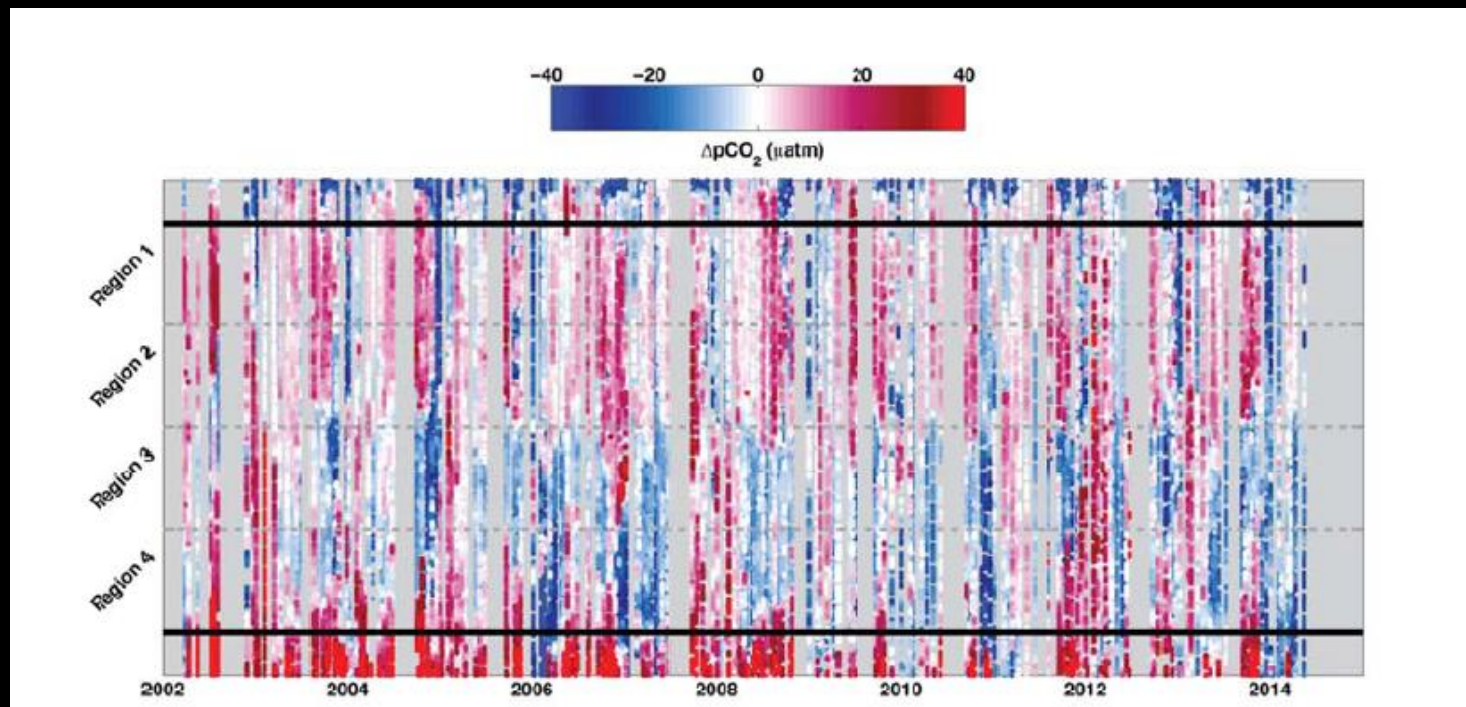 −40 −20 0 20 40
ΔpCO₂ (μatm)
Region 1
Region 2
Region 3
Region 4
2002 2004 2006 2008 2010 2012 2014